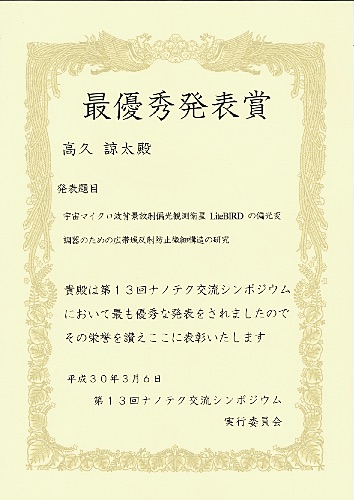 最優秀発表賞
高久 諒太殿
発表題目
宇宙マイクロ波背景放射偏光観測衛星 LiteBIRD の偏光変
調器のための広帯域反射防止微細構造の研究
貴殿は第13回ナノテク交流シンポジウム
において最も優秀な発表をされましたので
その栄誉を讃えここに表彰いたします
平成30年3月6日
第13回ナノテク交流シンポジウム
実行委員会